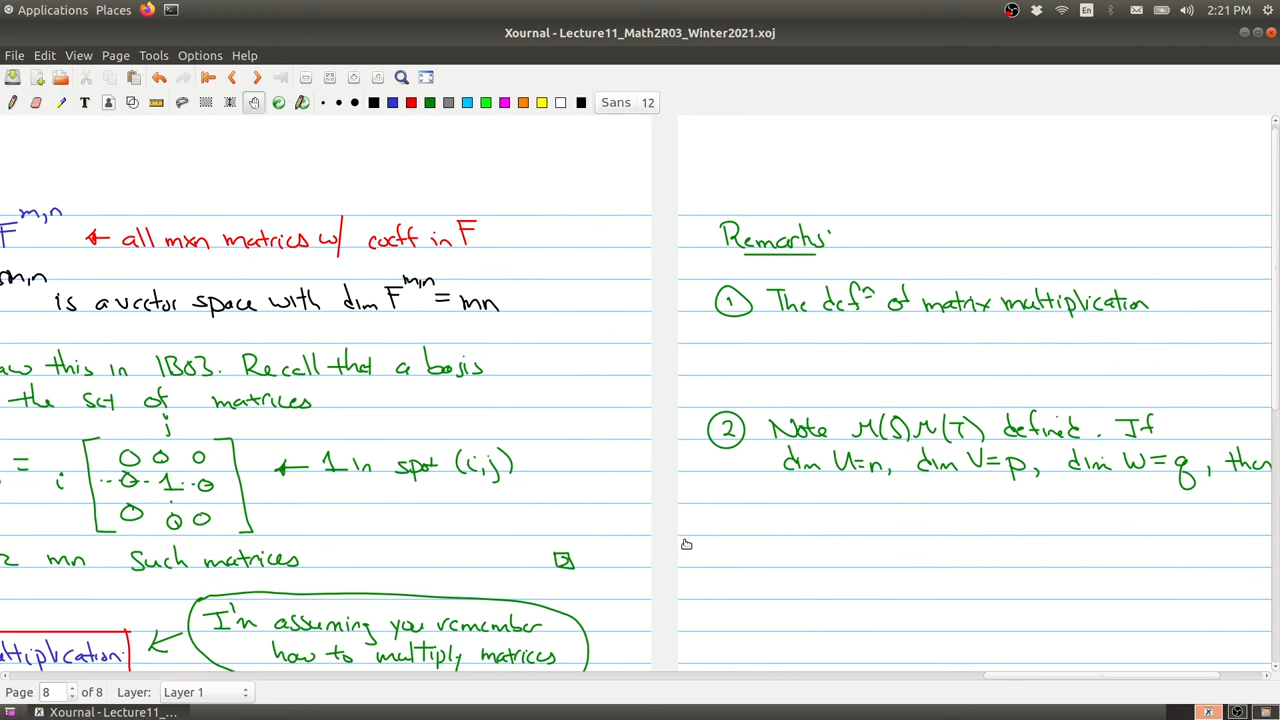 Applications Places En 2:21 PM
Xournal - Lecture11_Math2R03_Winter2021.xoj
File Edit View Page Tools Options Help
Sans 12
F^m,n ← all mxn matrics w/ coeff in F
m,n is a vector space with dim F^m,n = mn
this in 1B03. Recall that a basis
the set of matrices
j
= i [ 0 0 0
0 1 0
0 0 0 ] ← 1 in spot (i,j)
mn such matrices
I'm assuming you remember
how to multiply matrices
Remarks:
① The def^n of matrix multiplication
② Note M(S)M(T) defined. If
dim U=n, dim V=p, dim W=q, then
Page 8 of 8 Layer: Layer 1
Xournal - Lecture11_...